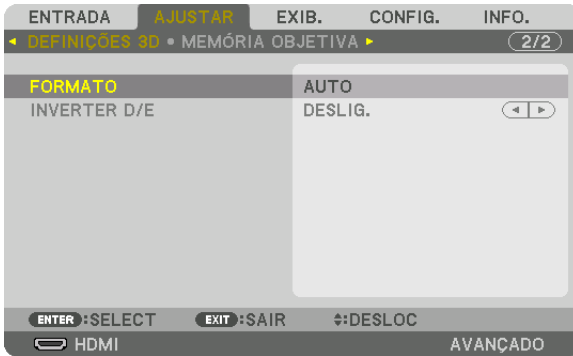 ENTRADA AJUSTAR EXIB. CONFIG. INFO.
DEFINIÇÕES 3D • MEMÓRIA OBJETIVA 2/2
FORMATO AUTO
INVERTER D/E DESLIG.
ENTER :SELECT EXIT :SAIR :DESLOC
HDMI AVANÇADO